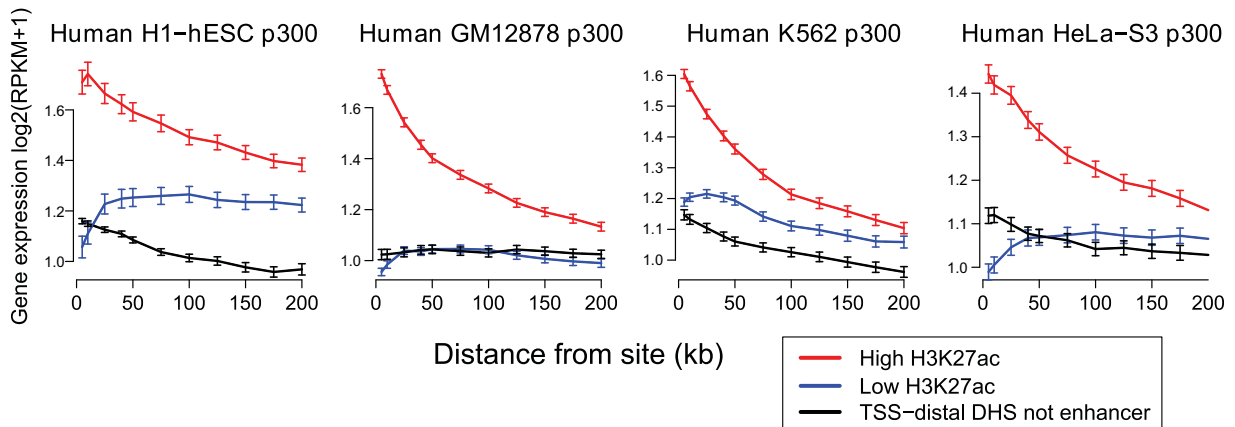 Human H1−hESC p300
Human GM12878 p300
Human K562 p300
Human HeLa−S3 p300
Gene expression log2(RPKM+1)
1.6
1.4
1.2
1.0
0 50 100 150 200
1.6
1.4
1.2
1.0
0 50 100 150 200
1.6
1.5
1.4
1.3
1.2
1.1
1.0
0 50 100 150 200
1.4
1.3
1.2
1.1
1.0
0 50 100 150 200
Distance from site (kb)
High H3K27ac
Low H3K27ac
TSS−distal DHS not enhancer